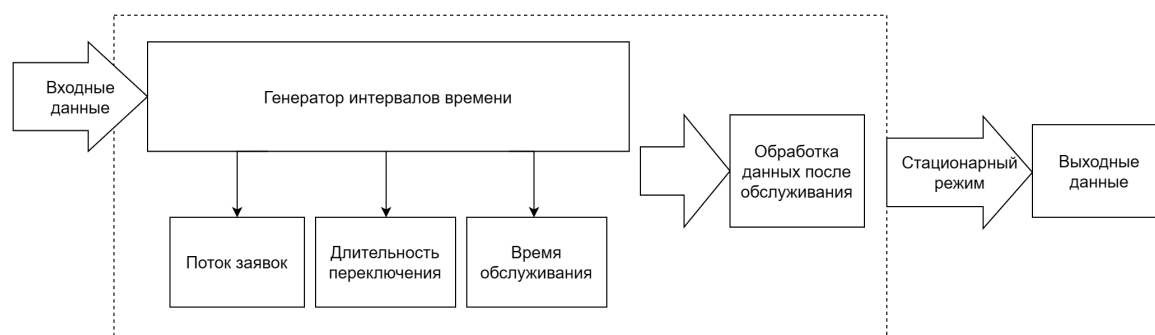 Входные
данные
Генератор интервалов времени
Поток заявок
Длительность
переключения
Время
обслуживания
Обработка
данных после
обслуживания
Стационарный
режим
Выходные
данные